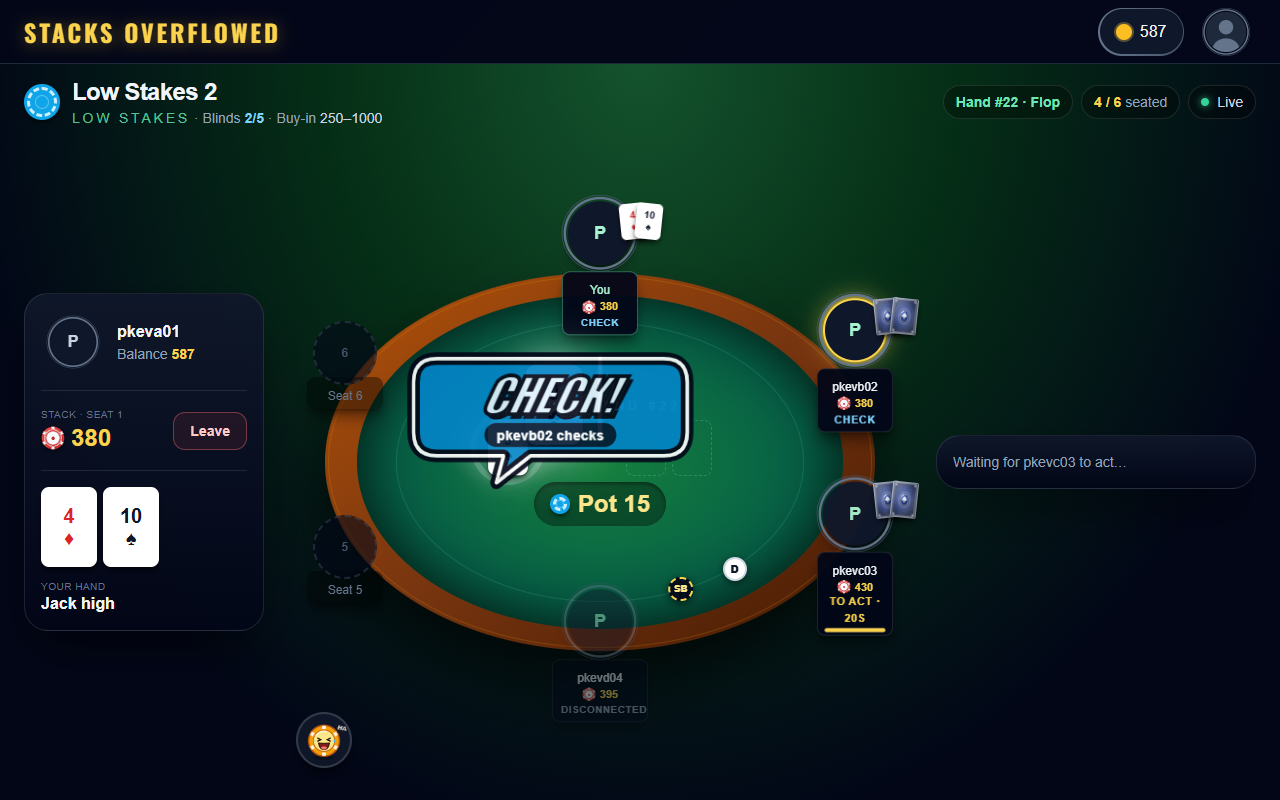 STACKS OVERFLOWED
587
Low Stakes 2
LOW STAKES · Blinds 2/5 · Buy-in 250–1000
Hand #22 · Flop
4 / 6 seated
Live
P
4
10
You
380
CHECK
P
pkevb02
380
CHECK
P
pkeva01
Balance 587
STACK · SEAT 1
380
Leave
4
10
YOUR HAND
Jack high
6
Seat 6
CHECK!
pkevb02 checks
Pot 15
Waiting for pkevc03 to act…
P
pkevc03
430
TO ACT ·
20S
5
Seat 5
D
SB
P
pkevd04
395
DISCONNECTED
HA